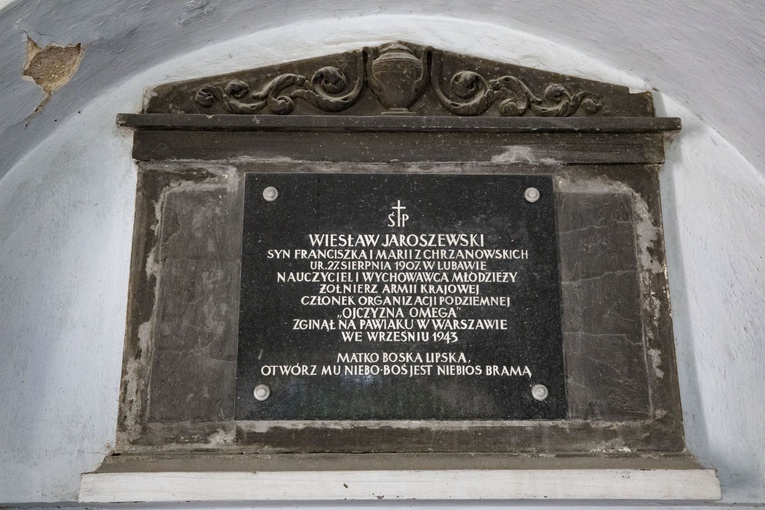 Ś†P
WIESŁAW JAROSZEWSKI
SYN FRANCISZKA I MARII Z CHRZANOWSKICH
UR. 27. SIERPNIA 1907. W LUBAWIE
NAUCZYCIEL I WYCHOWAWCA MŁODZIEŻY
ŻOŁNIERZ ARMII KRAJOWEJ
CZŁONEK ORGANIZACJI PODZIEMNEJ
„OJCZYZNA OMEGA"
ZGINĄŁ NA PAWIAKU W WARSZAWIE
WE WRZEŚNIU 1943
MATKO BOSKA LIPSKA,
OTWÓRZ MU NIEBO·BOŚ JEST NIEBIOS BRAMĄ